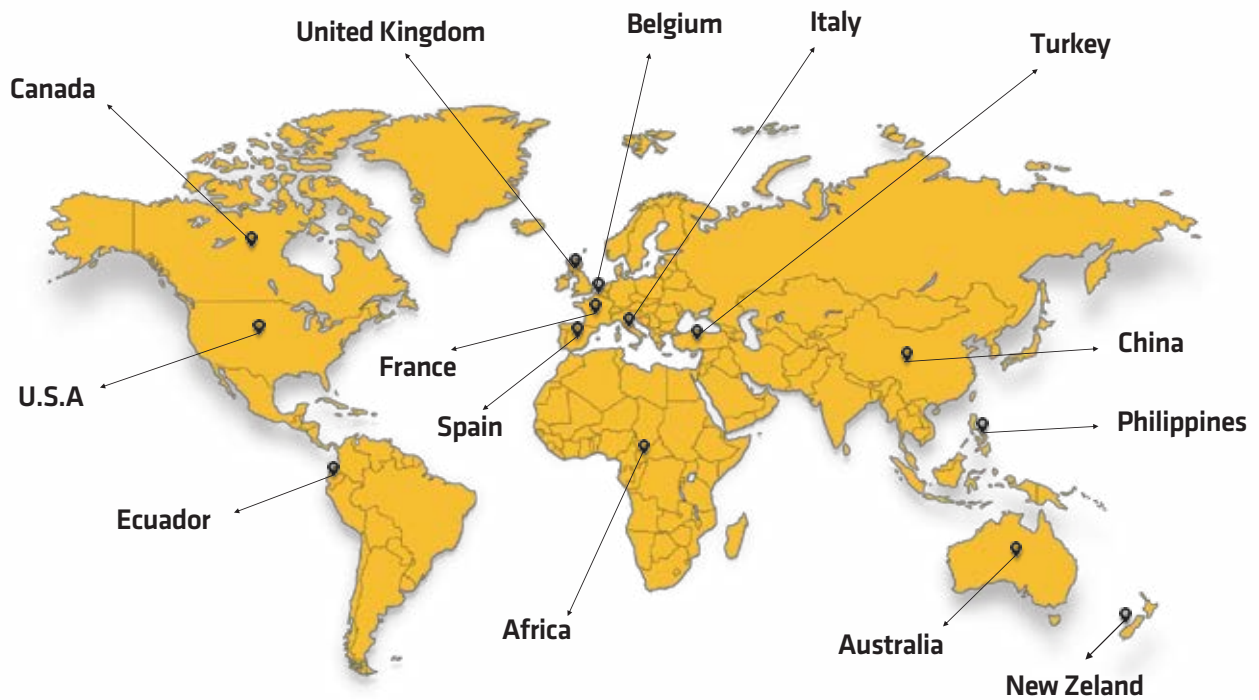 United Kingdom
Belgium
Italy
Turkey
Canada
U.S.A
France
Spain
China
Philippines
Ecuador
Africa
Australia
New Zeland